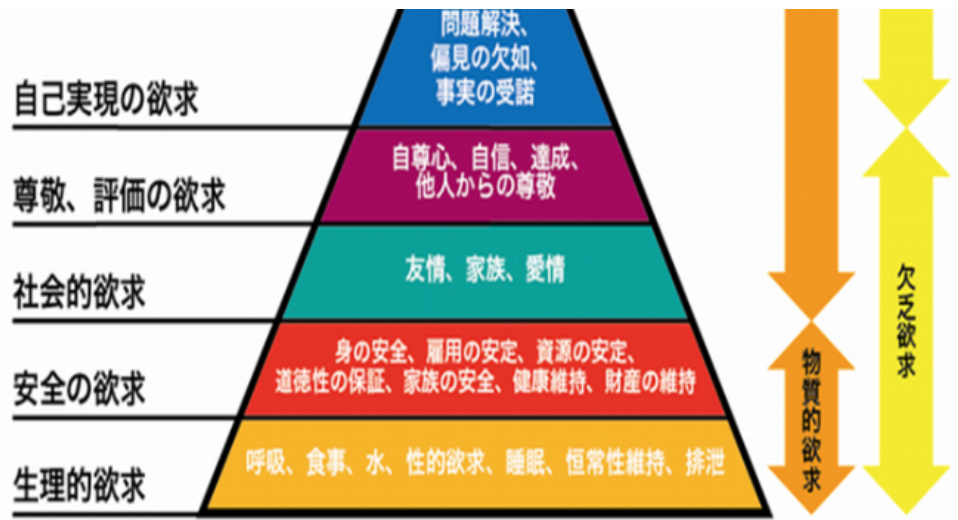 問題解決、
偏見の欠如、
事実の受諾
自己実現の欲求
自尊心、自信、達成、
他人からの尊敬
尊敬、評価の欲求
友情、家族、愛情
社会的欲求
身の安全、雇用の安定、資源の安定、
道徳性の保証、家族の安全、健康維持、財産の維持
安全の欲求
呼吸、食事、水、性的欲求、睡眠、恒常性維持、排泄
生理的欲求
物質的欲求
欠乏欲求